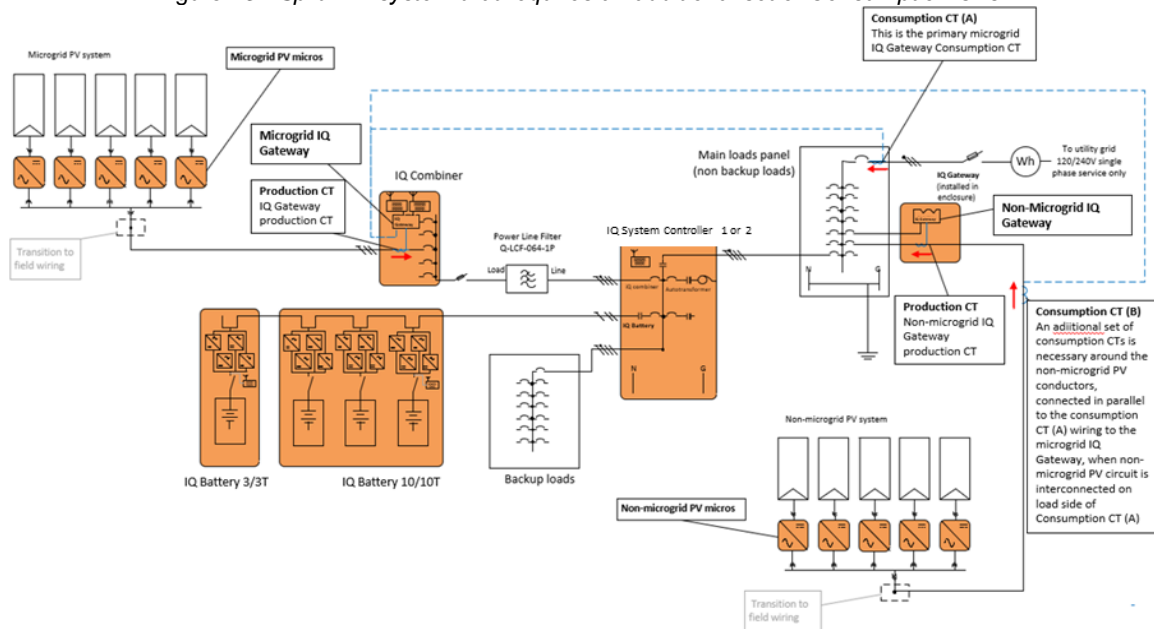 Consumption CT (A)
This is the primary microgrid
IQ Gateway Consumption CT
Microgrid PV system
Microgrid PV micros
Microgrid IQ
Gateway
Production CT
IQ Gateway
production CT
IQ Combiner
IQ
Gateway
Transition to
field wiring
Power Line Filter
Q-LCF-064-1P
Load
Line
IQ System Controller 1 or 2
IQ combiner
Autotransformer
IQ Battery
N
G
Main loads panel
(non backup loads)
N
G
Wh
To utility grid
120/240V single
phase service only
IQ Gateway
(installed in
enclosure)
IQ Gateway
Non-Microgrid IQ
Gateway
Production CT
Non-microgrid IQ
Gateway
production CT
Consumption CT (B)
An adiitional set of
consumption CTs is
necessary around the
non-microgrid PV
conductors,
connected in parallel
to the consumption
CT (A) wiring to the
microgrid IQ
Gateway, when non-
microgrid PV circuit is
interconnected on
load side of
Consumption CT (A)
IQ Battery 3/3T
IQ Battery 10/10T
Backup loads
Non-microgrid PV system
Non-microgrid PV micros
Transition to
field wiring